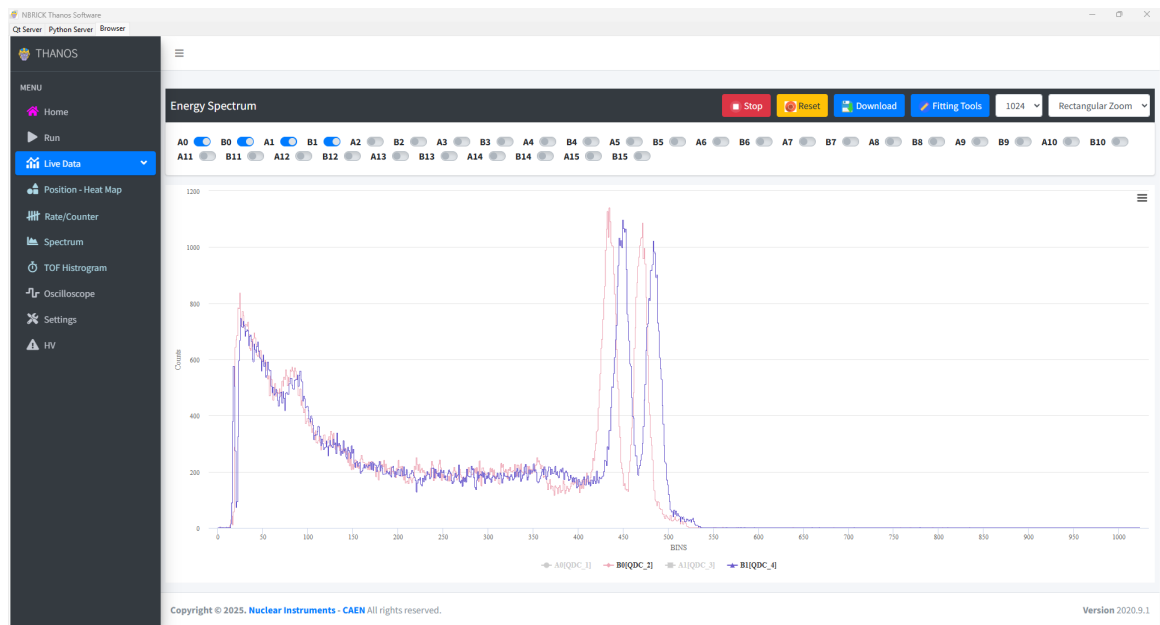 NBRICK Thanos Software
Qt Server Python Server Browser
THANOS
MENU
Home
Run
Live Data
Position - Heat Map
Rate/Counter
Spectrum
TOF Histrogram
Oscilloscope
Settings
HV
Energy Spectrum
Stop
Reset
Download
Fitting Tools
1024
Rectangular Zoom
A0 B0 A1 B1 A2 B2 A3 B3 A4 B4 A5 B5 A6 B6 A7 B7 A8 B8 A9 B9 A10 B10
A11 B11 A12 B12 A13 B13 A14 B14 A15 B15
1200
1000
800
600
400
200
0
Counts
0 50 100 150 200 250 300 350 400 450 500 550 600 650 700 750 800 850 900 950 1000
BINS
A0[QDC_1] B0[QDC_2] A1[QDC_3] B1[QDC_4]
Copyright © 2025. Nuclear Instruments - CAEN All rights reserved.
Version 2020.9.1